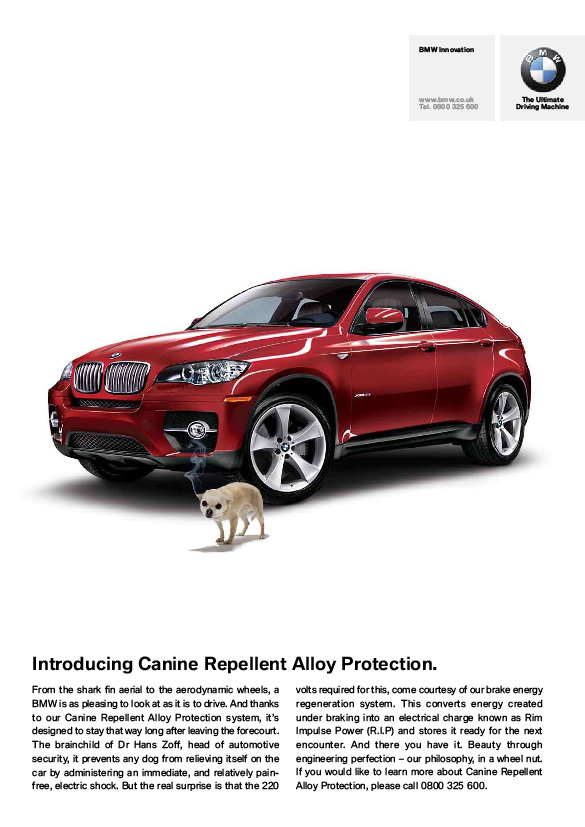 BMW Innovation
www.bmw.co.uk
Tel. 0800 325 600
BMW
The Ultimate
Driving Machine
Introducing Canine Repellent Alloy Protection.
From the shark fin aerial to the aerodynamic wheels, a
BMW is as pleasing to look at as it is to drive. And thanks
to our Canine Repellent Alloy Protection system, it's
designed to stay that way long after leaving the forecourt.
The brainchild of Dr Hans Zoff, head of automotive
security, it prevents any dog from relieving itself on the
car by administering an immediate, and relatively pain-
free, electric shock. But the real surprise is that the 220
volts required for this, come courtesy of our brake energy
regeneration system. This converts energy created
under braking into an electrical charge known as Rim
Impulse Power (R.I.P) and stores it ready for the next
encounter. And there you have it. Beauty through
engineering perfection – our philosophy, in a wheel nut.
If you would like to learn more about Canine Repellent
Alloy Protection, please call 0800 325 600.